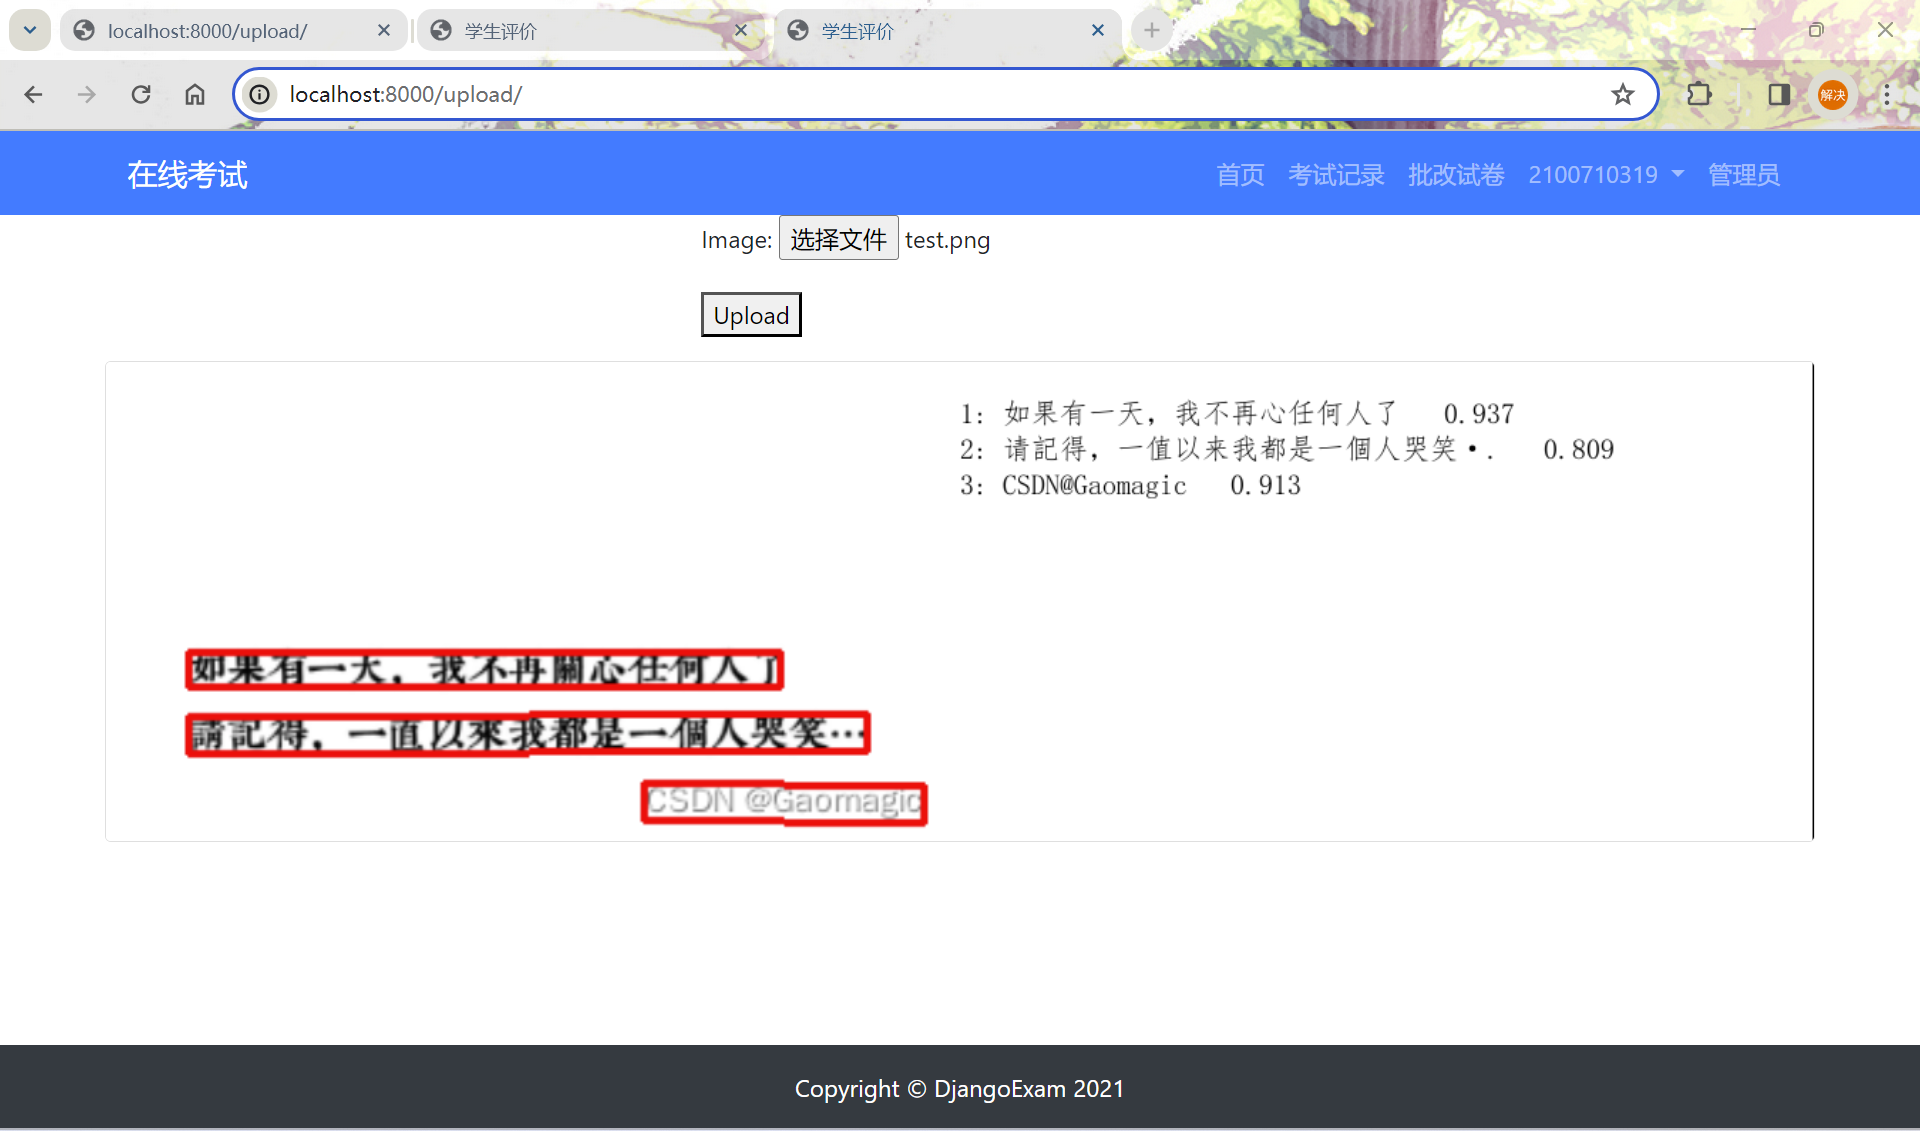 localhost:8000/upload/
学生评价
学生评价
localhost:8000/upload/
解决
在线考试
首页 考试记录 批改试卷 2100710319 管理员
Image: 选择文件 test.png
Upload
1: 如果有一天，我不再心任何人了 0.937
2: 请記得，一值以来我都是一個人哭笑·. 0.809
3: CSDN@Gaomagic 0.913
如果有一天，我不再關心任何人了
請記得，一直以來我都是一個人哭笑…
CSDN @Gaomagic
Copyright © DjangoExam 2021